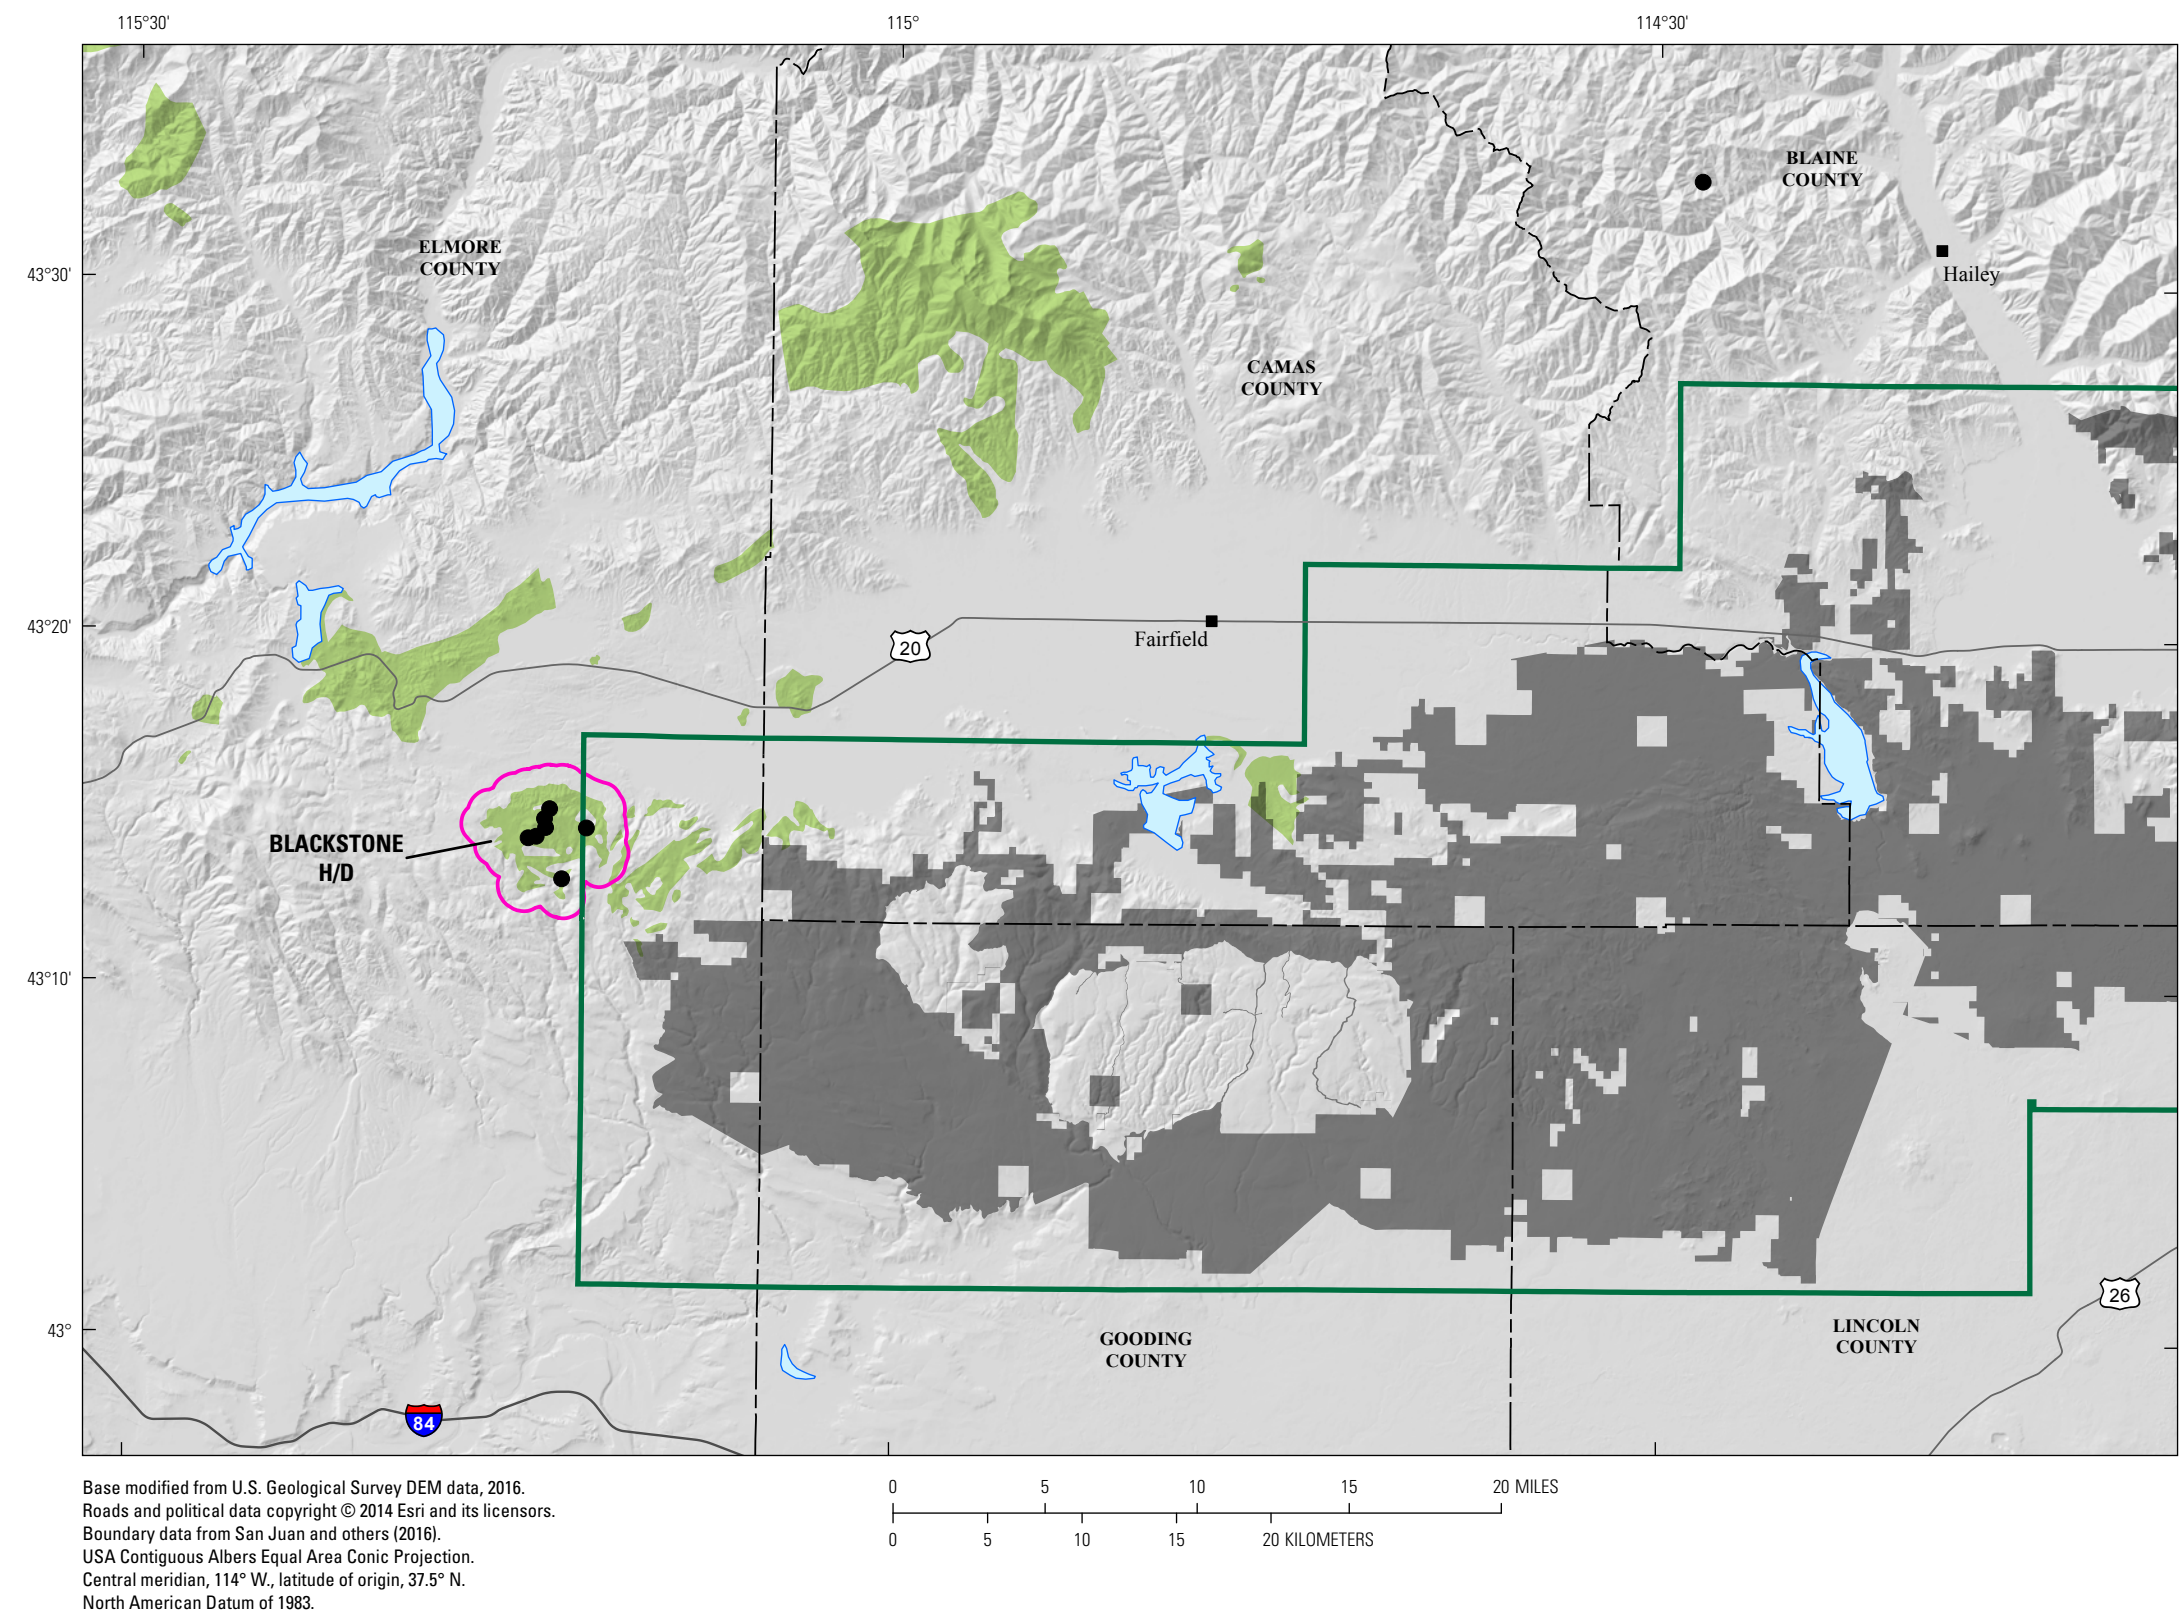 115°30'
115°
114°30'
BLAINE
COUNTY
ELMORE
COUNTY
43°30'
Hailey
CAMAS
COUNTY
43°20'
20
Fairfield
BLACKSTONE
H/D
43°10'
26
43°
GOODING
COUNTY
LINCOLN
COUNTY
84
Base modified from U.S. Geological Survey DEM data, 2016.
Roads and political data copyright © 2014 Esri and its licensors.
Boundary data from San Juan and others (2016).
USA Contiguous Albers Equal Area Conic Projection.
Central meridian, 114° W., latitude of origin, 37.5° N.
North American Datum of 1983.
0 5 10 15 20 MILES
0 5 10 15 20 KILOMETERS